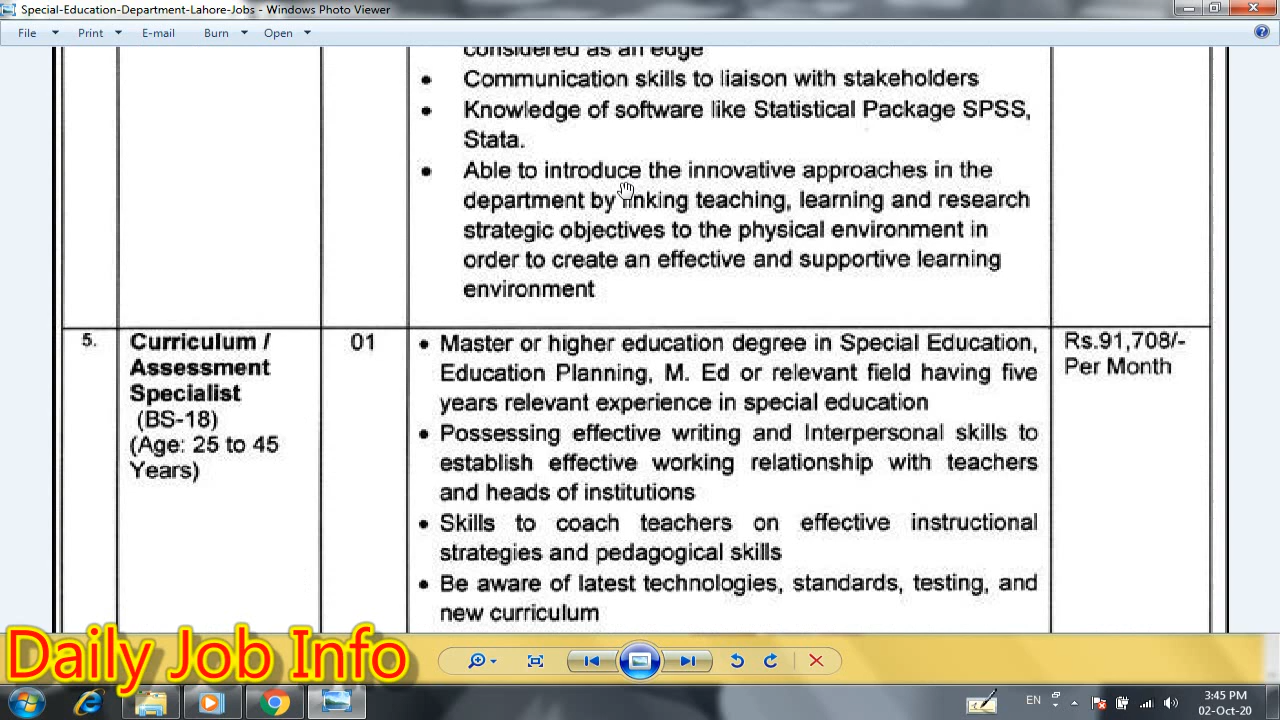 Special-Education-Department-Lahore-Jobs - Windows Photo Viewer
File Print E-mail Burn Open
considered as an edge
• Communication skills to liaison with stakeholders
• Knowledge of software like Statistical Package SPSS,
Stata.
• Able to introduce the innovative approaches in the
department by linking teaching, learning and research
strategic objectives to the physical environment in
order to create an effective and supportive learning
environment
5.
Curriculum /
Assessment
Specialist
(BS-18)
(Age: 25 to 45
Years)
01
• Master or higher education degree in Special Education,
Education Planning, M. Ed or relevant field having five
years relevant experience in special education
• Possessing effective writing and Interpersonal skills to
establish effective working relationship with teachers
and heads of institutions
• Skills to coach teachers on effective instructional
strategies and pedagogical skills
• Be aware of latest technologies, standards, testing, and
new curriculum
Rs.91,708/-
Per Month
Daily Job Info
EN
3:45 PM
02-Oct-20